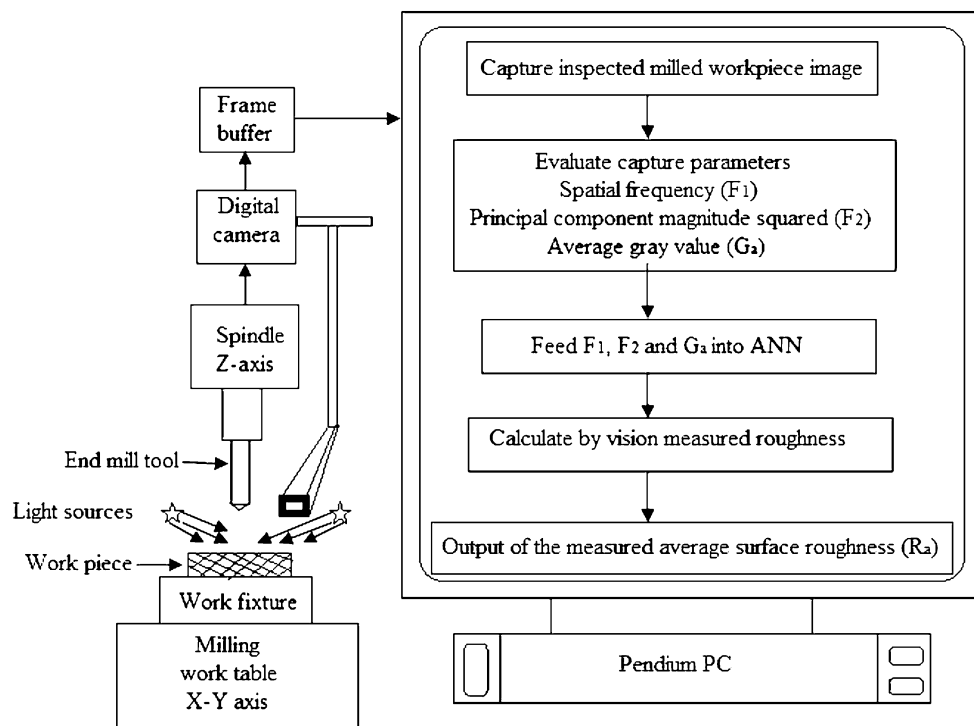 Frame
buffer
Digital
camera
Spindle
Z-axis
End mill tool
Light sources
Work piece
Work fixture
Milling
work table
X-Y axis
Capture inspected milled workpiece image
Evaluate capture parameters
Spatial frequency (F1)
Principal component magnitude squared (F2)
Average gray value (Ga)
Feed F1, F2 and Ga into ANN
Calculate by vision measured roughness
Output of the measured average surface roughness (Ra)
Pendium PC